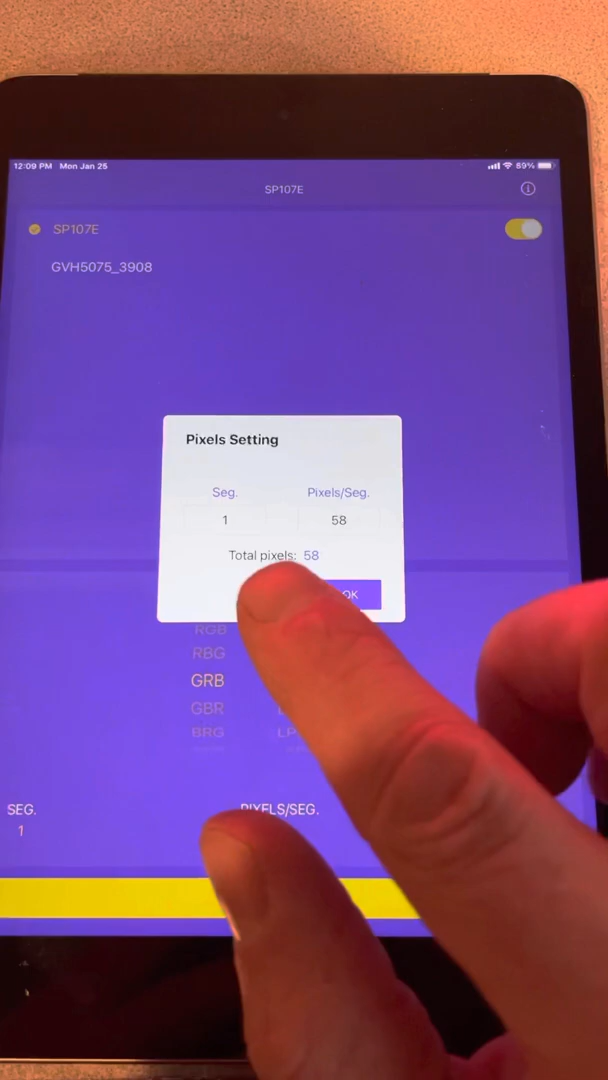 12:09 PM Mon Jan 25
89%
SP107E
SP107E
GVH5075_3908
Pixels Setting
Seg. Pixels/Seg.
1 58
Total pixels: 58
OK
RGB
RBG
GRB
GBR
BRG LP
SEG. PIXELS/SEG.
1